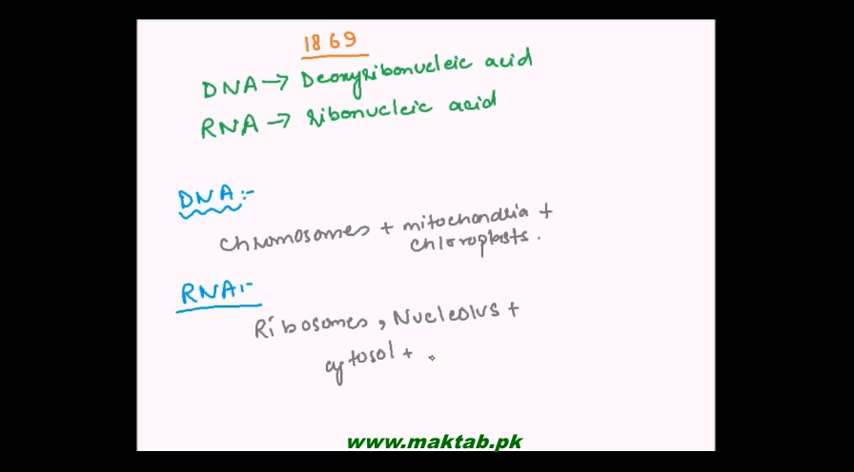 1869
DNA → Deoxyribonucleic acid
RNA → Ribonucleic acid
DNA:-
Chromosomes + mitochondria +
chloroplasts.
RNA:-
Ribosomes, Nucleolus +
cytosol +
www.maktab.pk